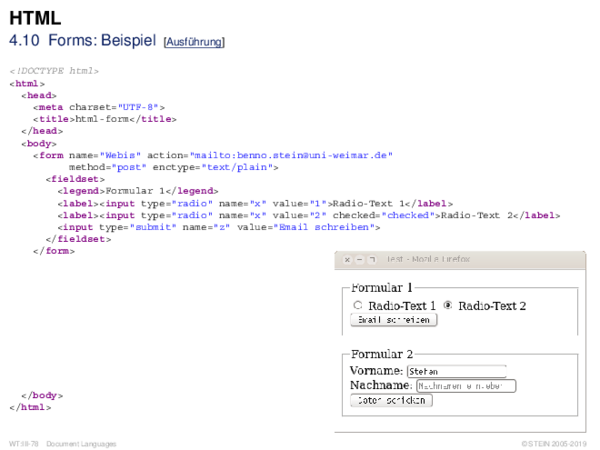 HTML
4.10 Forms: Beispiel [Ausführung]
<!DOCTYPE html>
<html>
<head>
<meta charset="UTF-8">
<title>html-form</title>
</head>
<body>
<form name="Webis" action="mailto:benno.stein@uni-weimar.de"
method="post" enctype="text/plain">
<fieldset>
<legend>Formular 1</legend>
<label><input type="radio" name="x" value="1">Radio-Text 1</label>
<label><input type="radio" name="x" value="2" checked="checked">Radio-Text 2</label>
<input type="submit" name="z" value="Email schreiben">
</fieldset>
</form>
Test - Mozilla Firefox
Formular 1
Radio-Text 1 Radio-Text 2
Email schreiben
Formular 2
Vorname: Stefan
Nachname: Nachnamen eingeben
Daten schicken
</body>
</html>
WT:III-78 Document Languages © STEIN 2005-2019